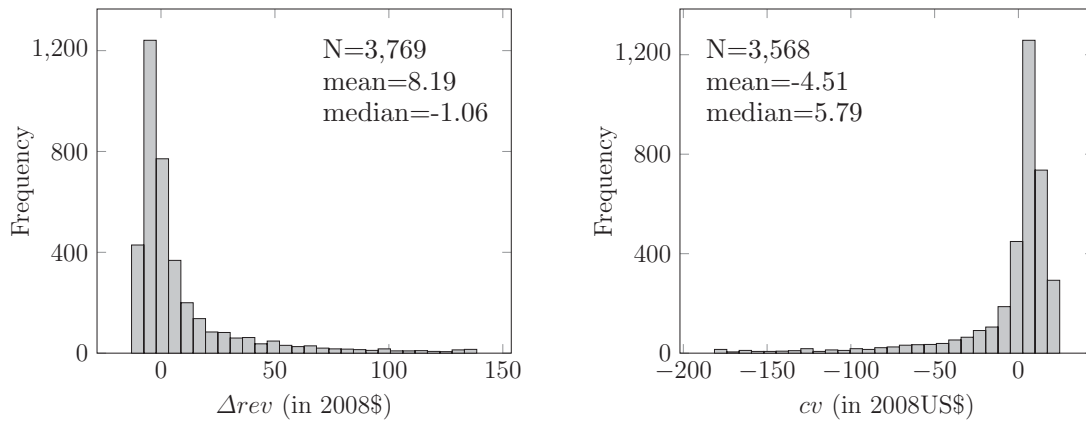 1,200
800
400
0
Frequency
N=3,769
mean=8.19
median=-1.06
0
50
100
150
Δrev (in 2008$)
1,200
800
400
0
Frequency
N=3,568
mean=-4.51
median=5.79
−200
−150
−100
−50
0
cv (in 2008US$)